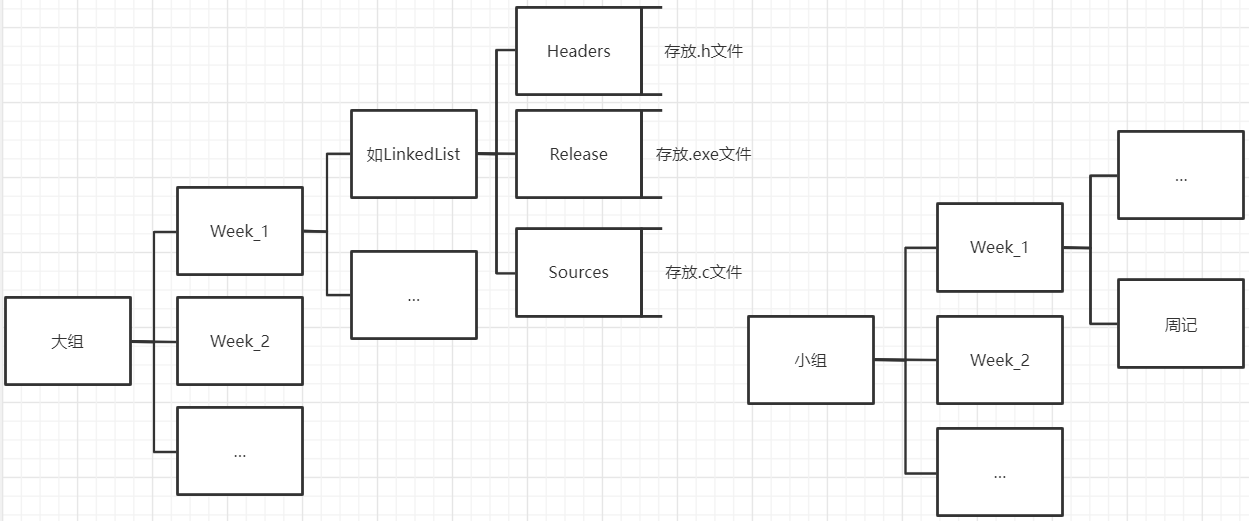 Headers
存放.h文件
如LinkedList
Release
存放.exe文件
Week_1
...
Sources
存放.c文件
大组
Week_2
...
...
Week_1
小组
Week_2
周记
...